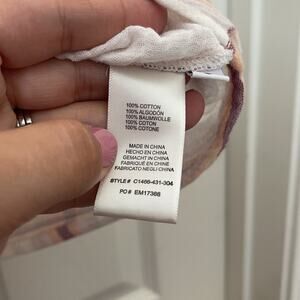 100% COTTON
100% ALGODÓN
100% BAUMWOLLE
100% COTON
100% COTONE
MADE IN CHINA
HECHO EN CHINA
GEMACHT IN CHINA
FABRIQUÉ EN CHINE
FABRICATO NEGLI CHINA
STYLE# C1466-431-304
PO# EM17366